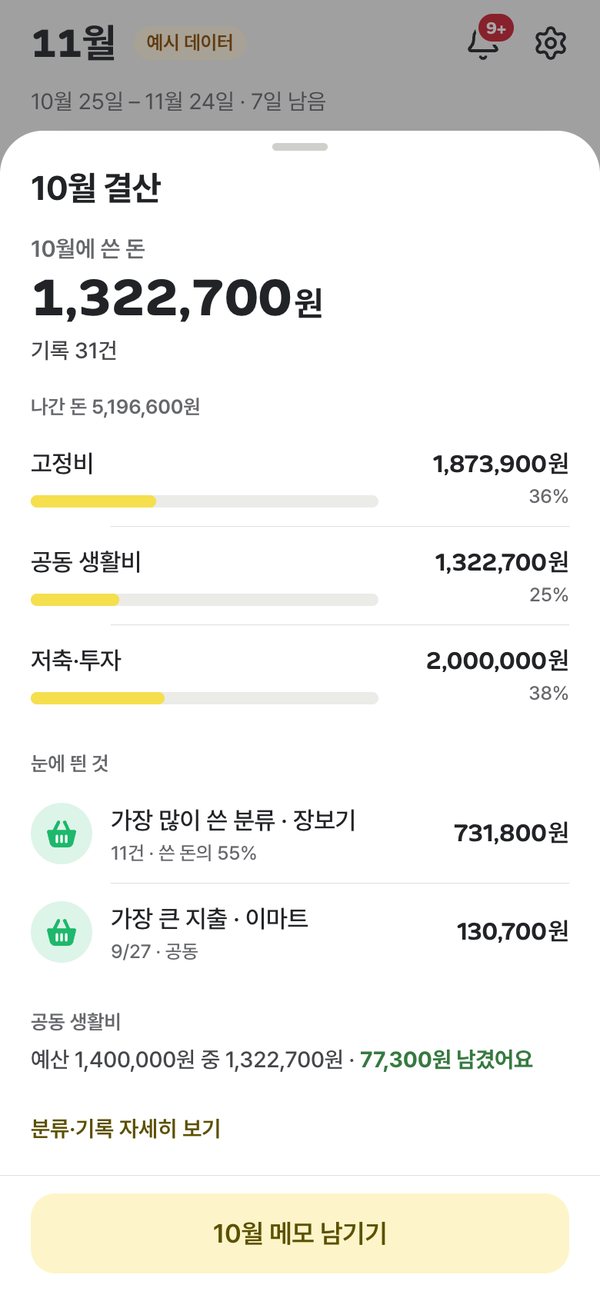 11월 예시 데이터 9+
10월 25일 – 11월 24일 · 7일 남음
10월 결산
10월에 쓴 돈
1,322,700원
기록 31건
나간 돈 5,196,600원
고정비 1,873,900원
36%
공동 생활비 1,322,700원
25%
저축·투자 2,000,000원
38%
눈에 띈 것
가장 많이 쓴 분류 · 장보기 731,800원
11건 · 쓴 돈의 55%
가장 큰 지출 · 이마트 130,700원
9/27 · 공동
공동 생활비
예산 1,400,000원 중 1,322,700원 · 77,300원 남겼어요
분류·기록 자세히 보기
10월 메모 남기기